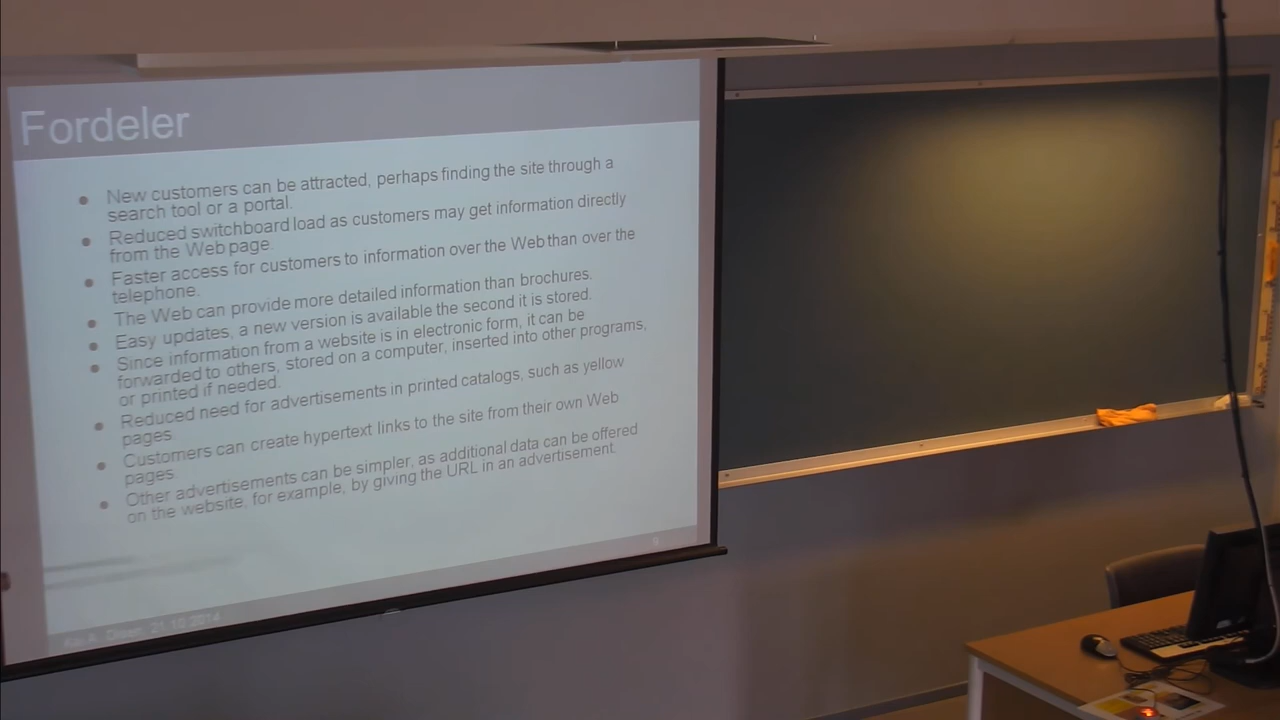 Fordeler
• New customers can be attracted, perhaps finding the site through a
search tool or a portal.
• Reduced switchboard load as customers may get information directly
from the Web page.
• Faster access for customers to information over the Web than over the
telephone.
• The Web can provide more detailed information than brochures.
• Easy updates, a new version is available the second it is stored.
• Since information from a website is in electronic form, it can be
forwarded to others, stored on a computer, inserted into other programs,
or printed if needed.
• Reduced need for advertisements in printed catalogs, such as yellow
pages.
• Customers can create hypertext links to the site from their own Web
pages.
• Other advertisements can be simpler, as additional data can be offered
on the website, for example, by giving the URL in an advertisement.
9
21.10.2014